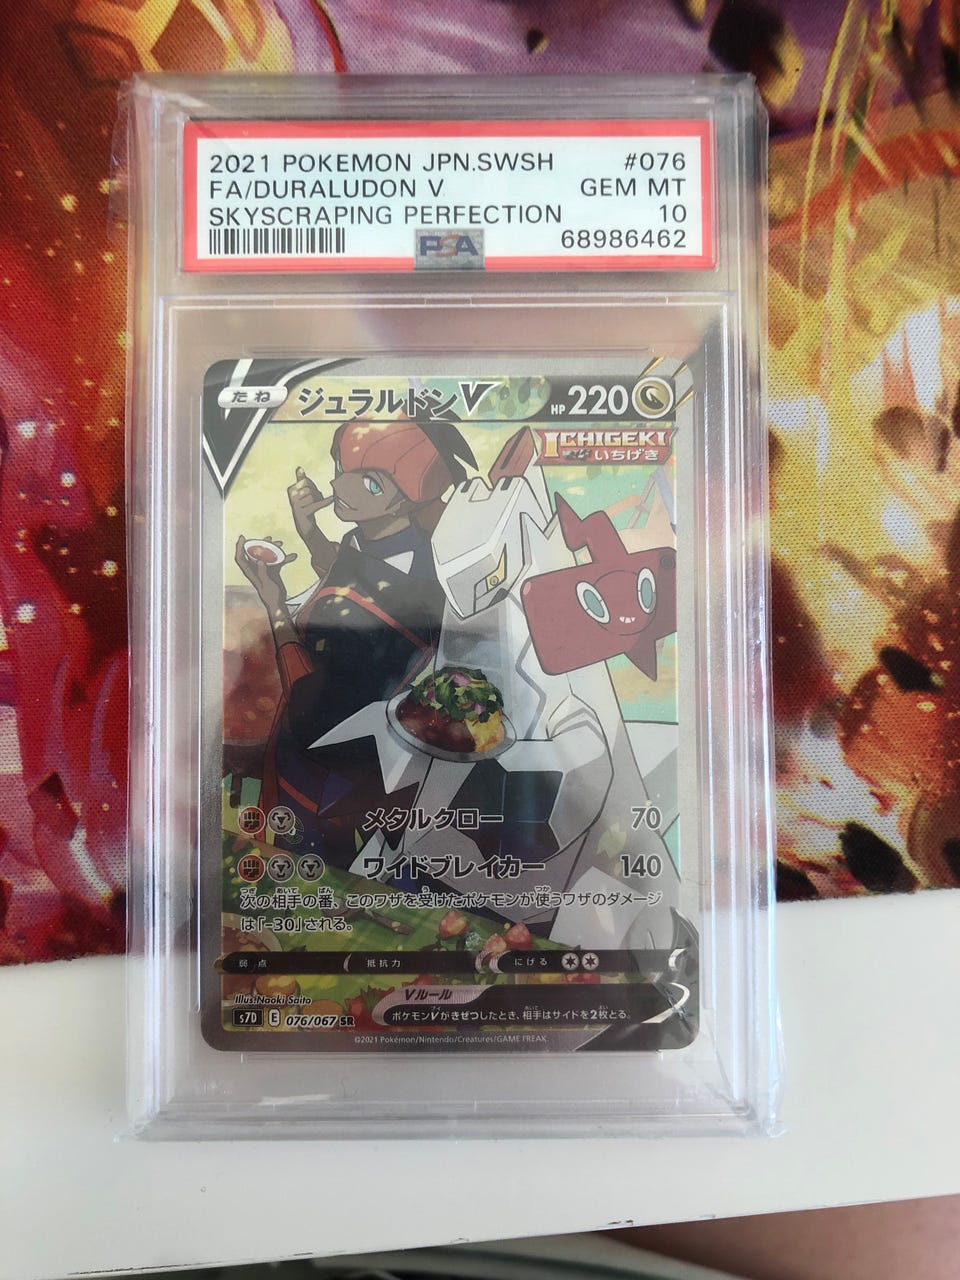 2021 POKEMON JPN.SWSH #076
FA/DURALUDON V GEM MT
SKYSCRAPING PERFECTION 10
PSA 68986462
たね ジュラルドンV HP 220
ICHIGEKI
いちげき
メタルクロー 70
ワイドブレイカー 140
次の相手の番、このワザを受けたポケモンが使うワザのダメージ
は「-30」される。
弱点 抵抗力 にげる
Illus. Naoki Saito
Vルール
s7D E 076/067 SR ポケモンVがきぜつしたとき、相手はサイドを2枚とる。
©2021 Pokémon/Nintendo/Creatures/GAME FREAK.